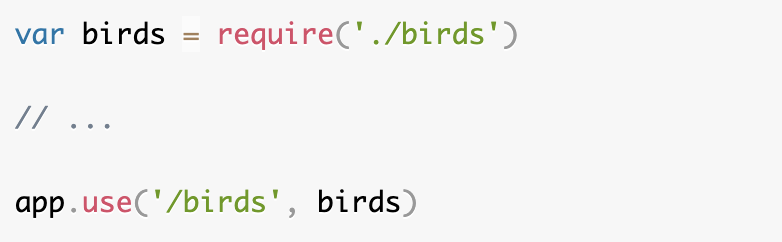 var birds = require('./birds')
// ...
app.use('/birds', birds)